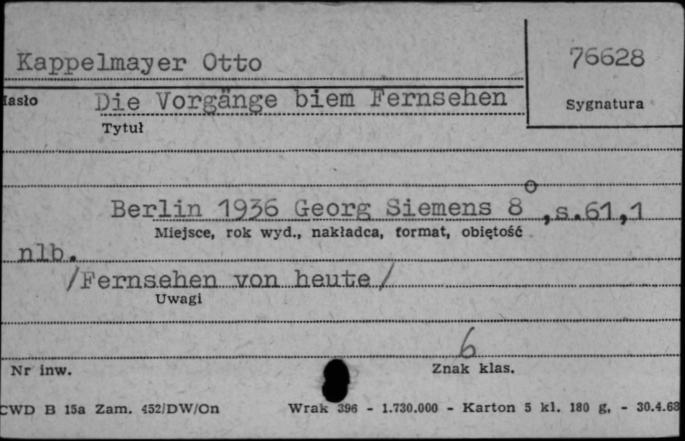 Kappelmayer Otto
76628
Hasło Die Vorgänge biem Fernsehen
Sygnatura
Tytuł
Berlin 1936 Georg Siemens 8°,s.61,1
Miejsce, rok wyd., nakładca, format, objętość
nlb.
/Fernsehen von heute/
Uwagi
6
Nr inw.
Znak klas.
CWD B 15a Zam. 452/DW/On Wrak 396 - 1.730.000 - Karton 5 kl. 180 g. - 30.4.68